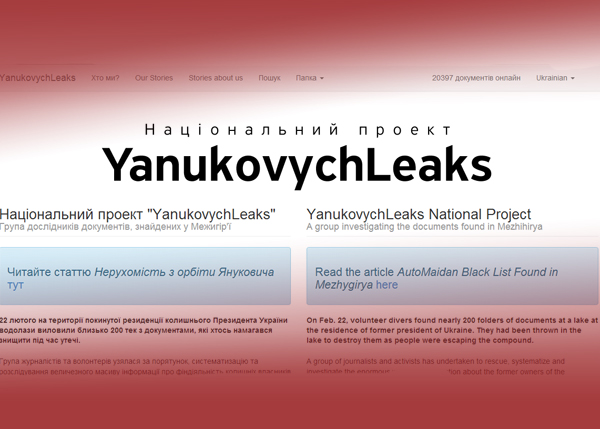 YanukovychLeaks Хто ми? Our Stories Stories about us Пошук Папка 20397 документів онлайн Ukrainian
Національний проект
YanukovychLeaks
Національний проект "YanukovychLeaks"
Група дослідників документів, знайдених у Межигір'ї
Читайте статтю Нерухомість з орбіти Януковича
тут
22 лютого на території покинутої резиденції колишнього Президента України
водолази виловили близько 200 тек з документами, які хтось намагався
знищити під час утечі.
Група журналістів та волонтерів узялася за порятунок, систематизацію та
розслідування величезного масиву інформації про
YanukovychLeaks National Project
A group investigating the documents found in Mezhihirya
Read the article AutoMaidan Black List Found in
Mezhygirya here
On Feb. 22, volunteer divers found nearly 200 folders of documents at a lake at
the residence of former president of Ukraine. They had been thrown in the
lake to destroy them as people were escaping the compound.
A group of journalists and activists has undertaken to rescue, systematize and
investigate the enormous about the former owners of the